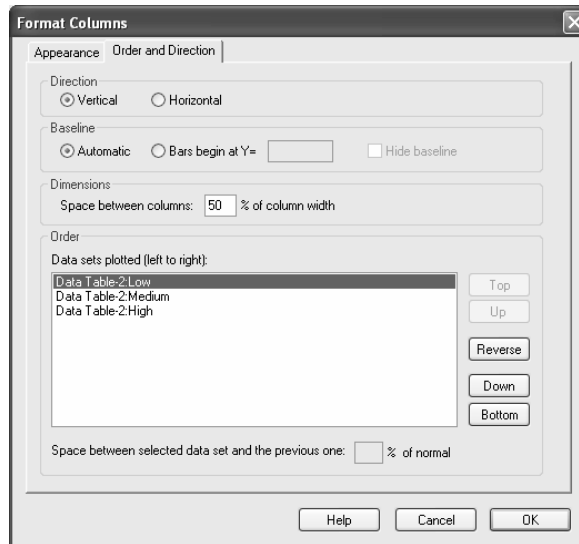 Format Columns
Appearance Order and Direction
Direction
Vertical Horizontal
Baseline
Automatic Bars begin at Y= Hide baseline
Dimensions
Space between columns: 50 % of column width
Order
Data sets plotted (left to right):
Data Table-2:Low
Data Table-2:Medium
Data Table-2:High
Top
Up
Reverse
Down
Bottom
Space between selected data set and the previous one: % of normal
Help Cancel OK